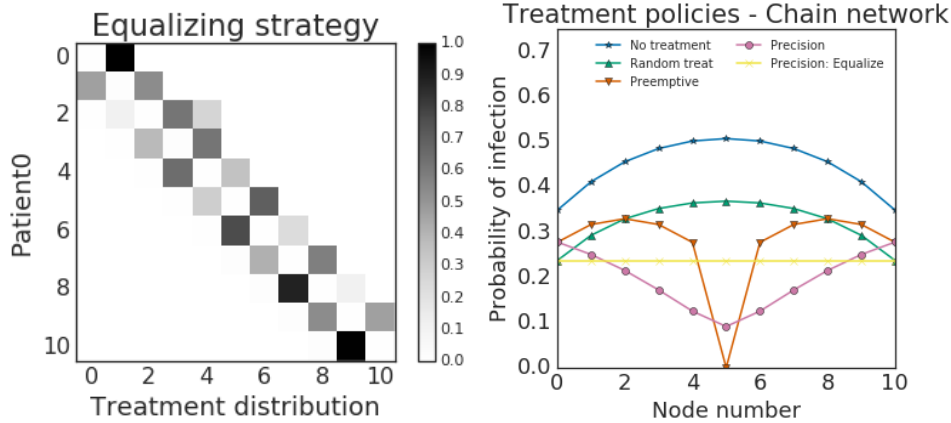 Equalizing strategy
0
2
4
6
8
10
Patient0
0 2 4 6 8 10
Treatment distribution
1.0
0.9
0.8
0.7
0.6
0.5
0.4
0.3
0.2
0.1
0.0
Treatment policies - Chain network
No treatment
Random treat
Preemptive
Precision
Precision: Equalize
0.7
0.6
0.5
0.4
0.3
0.2
0.1
0.0
Probability of infection
0 2 4 6 8 10
Node number